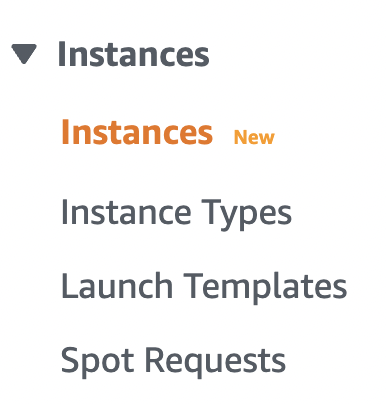 Instances
Instances New
Instance Types
Launch Templates
Spot Requests